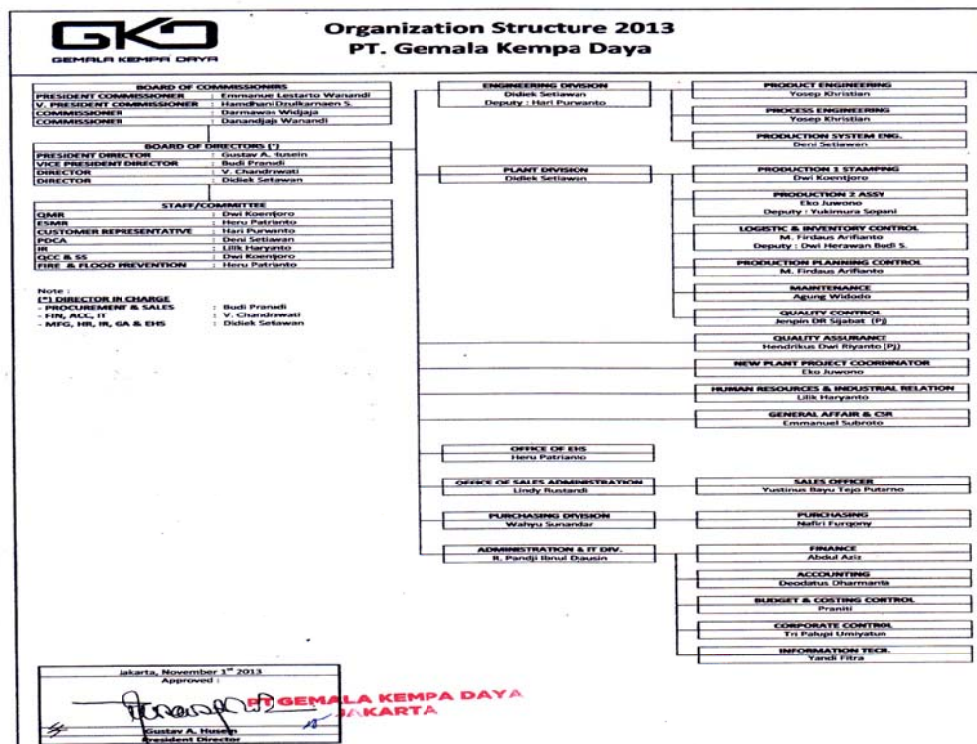 GKD
GEMALA KEMPA DAYA
Organization Structure 2013
PT. Gemala Kempa Daya
BOARD OF COMMISSIONERS
PRESIDENT COMMISSIONER : Emmanue Lestarto Wanandi
V. PRESIDENT COMMISSIONER : Hamdhani Dzulkarnaen S.
COMMISSIONER : Darmawas Widjaja
COMMISSIONER : Danandjaja Wanandi
BOARD OF DIRECTORS (*)
PRESIDENT DIRECTOR : Gustav A. Husein
VICE PRESIDENT DIRECTOR : Budi Pranudi
DIRECTOR : V. Chandriwati
DIRECTOR : Didiek Setiawan
STAFF/COMMITTEE
QMR : Dwi Koentjoro
ESMR : Heru Patrianto
CUSTOMER REPRESENTATIVE : Hari Purwanto
PDCA : Deni Setiawan
IR : Lilik Haryanto
QCC & SS : Dwi Koentjoro
FIRE & FLOOD PREVENTION : Heru Patrianto
Note :
(*) DIRECTOR IN CHARGE
- PROCUREMENT & SALES : Budi Pranudi
- FIN, ACC, IT : V. Chandriwati
- MFG, HR, IR, GA & EHS : Didiek Setiawan
ENGINEERING DIVISION
Didiek Setiawan
Deputy : Hari Purwanto
PRODUCT ENGINEERING
Yosep Khristian
PROCESS ENGINEERING
Yosep Khristian
PRODUCTION SYSTEM ENG.
Deni Setiawan
PLANT DIVISION
Didiek Setiawan
PRODUCTION 1 STAMPING
Dwi Koentjoro
PRODUCTION 2 ASSY
Eko Juwono
Deputy : Yukimura Sopani
LOGISTIC & INVENTORY CONTROL
M. Firdaus Arifianto
Deputy : Dwi Herawan Budi S.
PRODUCTION PLANNING CONTROL
M. Firdaus Arifianto
MAINTENANCE
Agung Widodo
QUALITY CONTROL
Jenpin DR Sijabat (Pj)
QUALITY ASSURANCE
Hendrikus Dwi Riyanto (Pj)
NEW PLANT PROJECT COORDINATOR
Eko Juwono
HUMAN RESOURCES & INDUSTRIAL RELATION
Lilik Haryanto
GENERAL AFFAIR & CSR
Emmanuel Subroto
OFFICE OF EHS
Heru Patrianto
OFFICE OF SALES ADMINISTRATION
Lindy Rustandi
SALES OFFICER
Yustinus Bayu Tejo Putarno
PURCHASING DIVISION
Wahyu Sunandar
PURCHASING
Nafiri Furqony
ADMINISTRATION & IT DIV.
R. Pandji Ibnul Djausin
FINANCE
Abdul Aziz
ACCOUNTING
Deodatus Dharmania
BUDGET & COSTING CONTROL
Praniti
CORPORATE CONTROL
Tri Palupi Umiyatun
INFORMATION TECH.
Yandi Fitra
Jakarta, November 1st 2013
Approved :
PT GEMALA KEMPA DAYA
JAKARTA
Gustav A. Husein
President Director